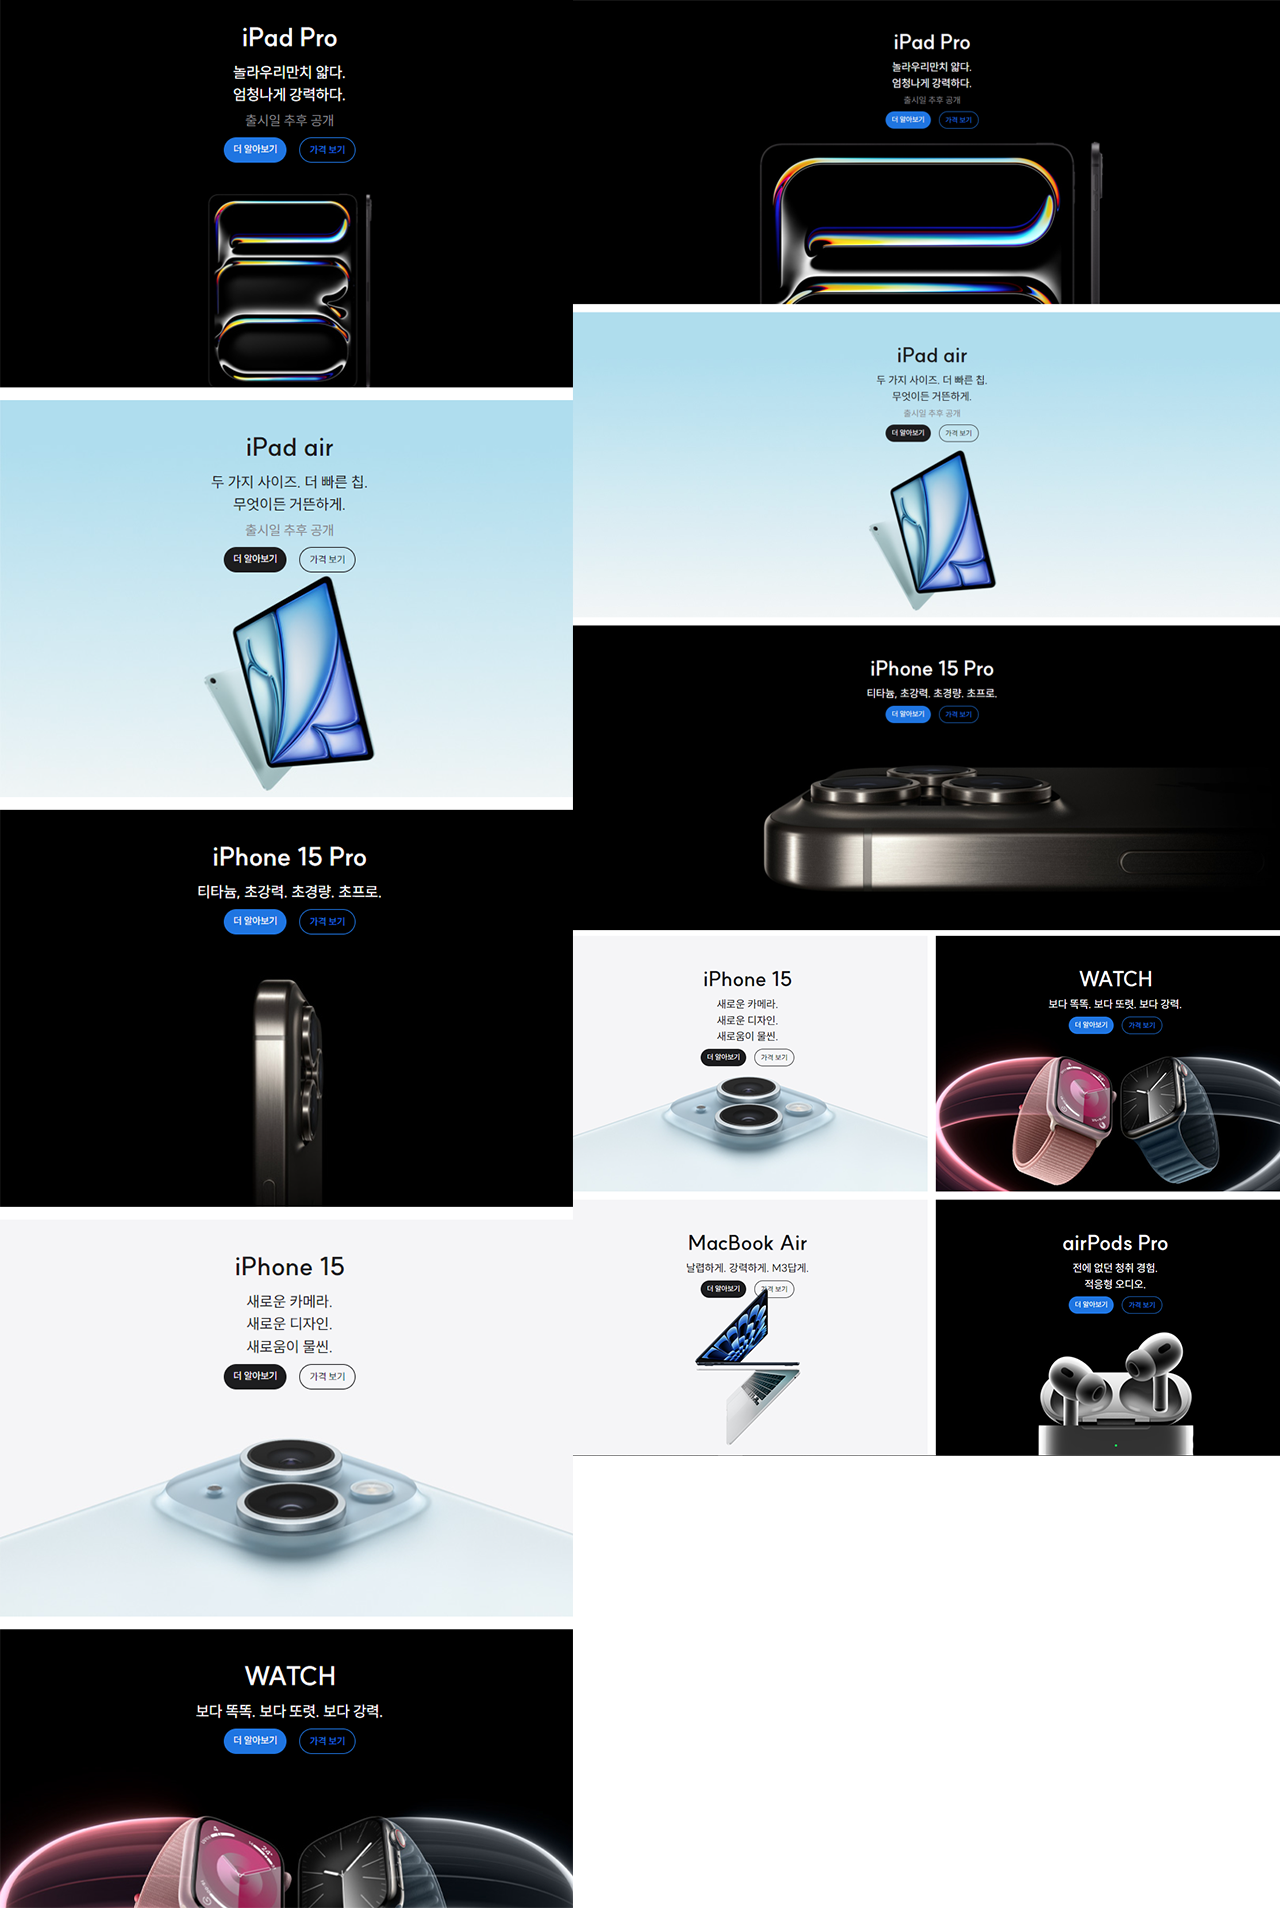 iPad Pro
놀라우리만치 얇다.
엄청나게 강력하다.
출시일 추후 공개
더 알아보기
가격 보기
iPad air
두 가지 사이즈. 더 빠른 칩.
무엇이든 거뜬하게.
출시일 추후 공개
더 알아보기
가격 보기
iPhone 15 Pro
티타늄, 초강력. 초경량. 초프로.
더 알아보기
가격 보기
iPhone 15
새로운 카메라.
새로운 디자인.
새로움이 물씬.
더 알아보기
가격 보기
WATCH
보다 똑똑. 보다 또렷. 보다 강력.
더 알아보기
가격 보기
iPad Pro
놀라우리만치 얇다.
엄청나게 강력하다.
출시일 추후 공개
더 알아보기
가격 보기
iPad air
두 가지 사이즈. 더 빠른 칩.
무엇이든 거뜬하게.
출시일 추후 공개
더 알아보기
가격 보기
iPhone 15 Pro
티타늄, 초강력. 초경량. 초프로.
더 알아보기
가격 보기
iPhone 15
새로운 카메라.
새로운 디자인.
새로움이 물씬.
더 알아보기
가격 보기
WATCH
보다 똑똑. 보다 또렷. 보다 강력.
더 알아보기
가격 보기
MacBook Air
날렵하게. 강력하게. M3답게.
더 알아보기
가격 보기
airPods Pro
전에 없던 청취 경험.
적응형 오디오.
더 알아보기
가격 보기